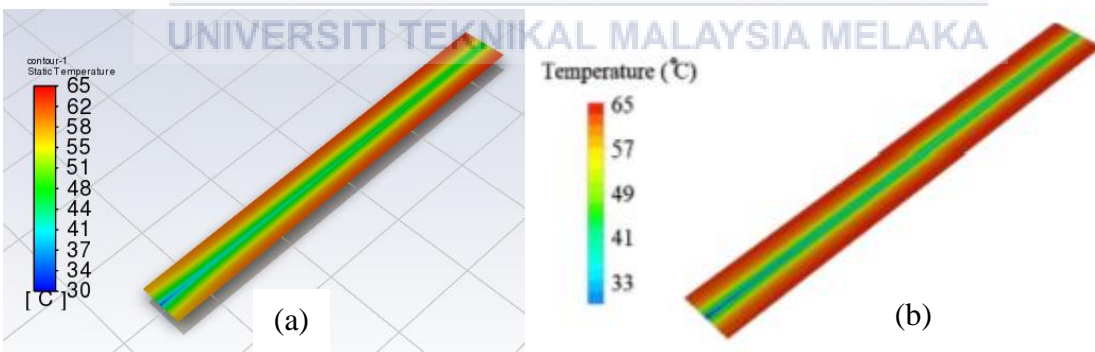 UNIVERSITI TEKNIKAL MALAYSIA MELAKA
contour-1
Static Temperature
65
62
58
55
51
48
44
41
37
34
30
[ C ]
(a)
Temperature (°C)
65
57
49
41
33
(b)